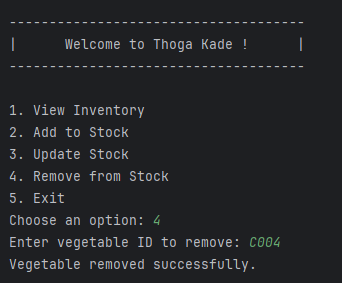 -------------------------------------
|      Welcome to Thoga Kade !      |
-------------------------------------
1. View Inventory
2. Add to Stock
3. Update Stock
4. Remove from Stock
5. Exit
Choose an option: 4
Enter vegetable ID to remove: C004
Vegetable removed successfully.